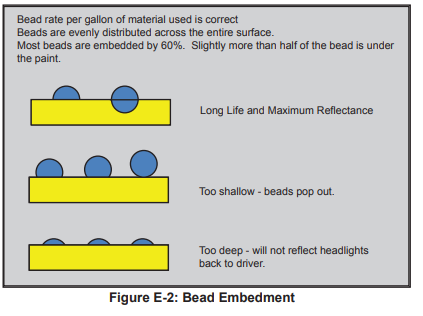 Bead rate per gallon of material used is correct
Beads are evenly distributed across the entire surface.
Most beads are embedded by 60%. Slightly more than half of the bead is under
the paint.
Long Life and Maximum Reflectance
Too shallow - beads pop out.
Too deep - will not reflect headlights
back to driver.
Figure E-2: Bead Embedment